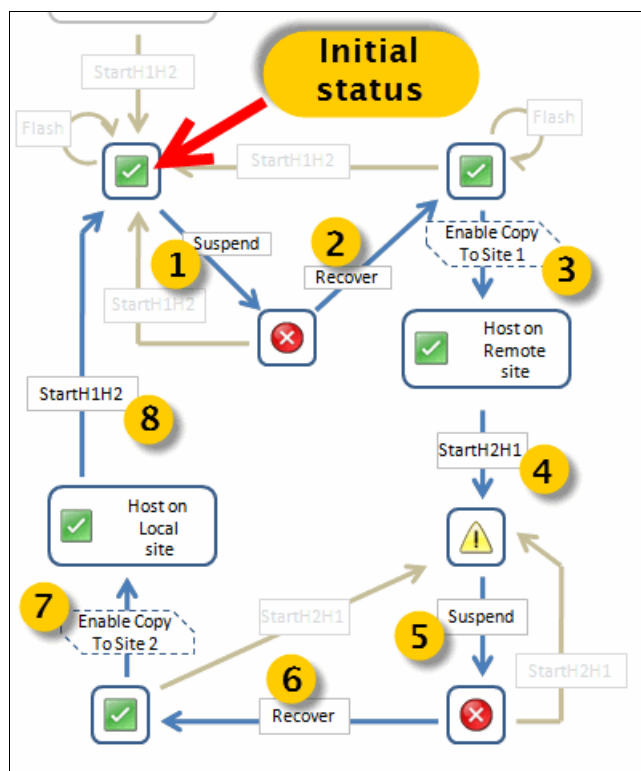 Initial
status
StartH1H2
Flash
Flash
StartH1H2
1
Suspend
2
Recover
Enable Copy
To Site 1
3
StartH1H2
Host on
Remote
site
StartH1H2
8
StartH2H1
4
Host on
Local
site
7
Enable Copy
To Site 2
StartH2H1
5
Suspend
StartH2H1
6
Recover